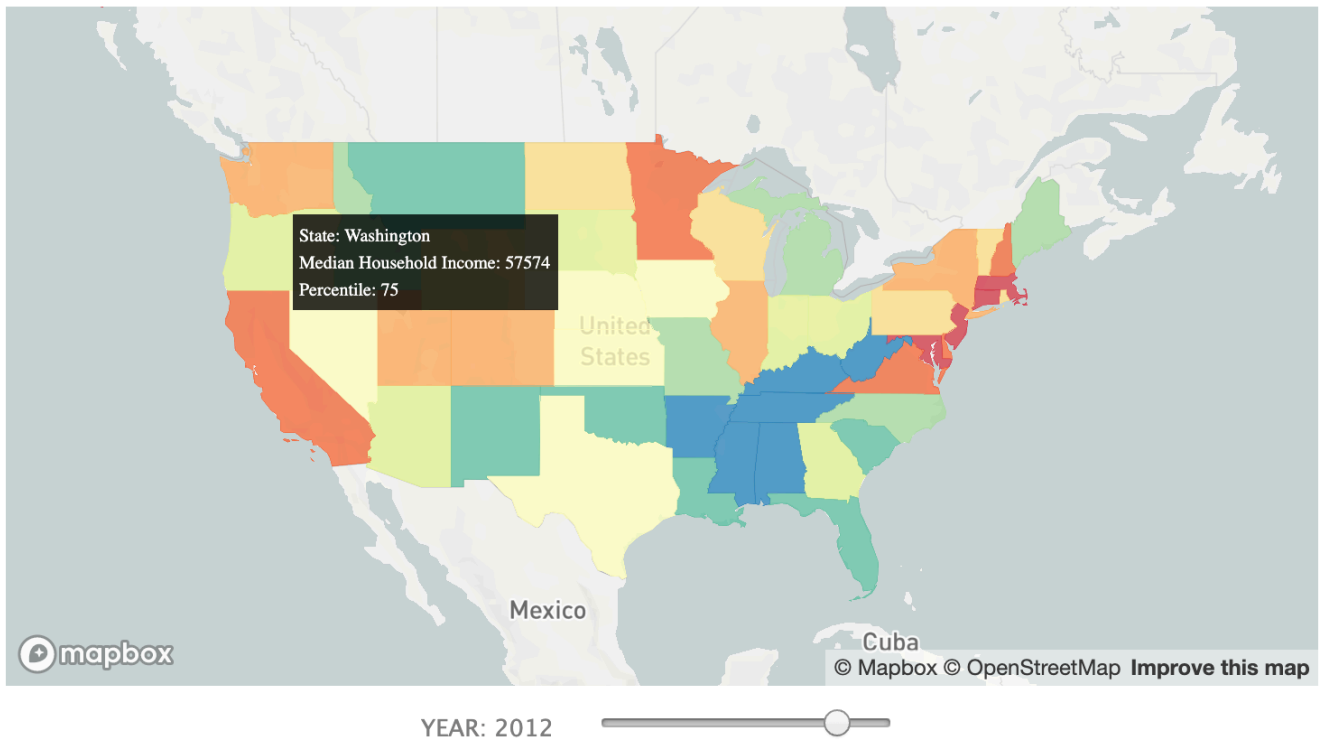 State: Washington
Median Household Income: 57574
Percentile: 75
United
States
Mexico
Cuba
mapbox
© Mapbox © OpenStreetMap Improve this map
YEAR: 2012